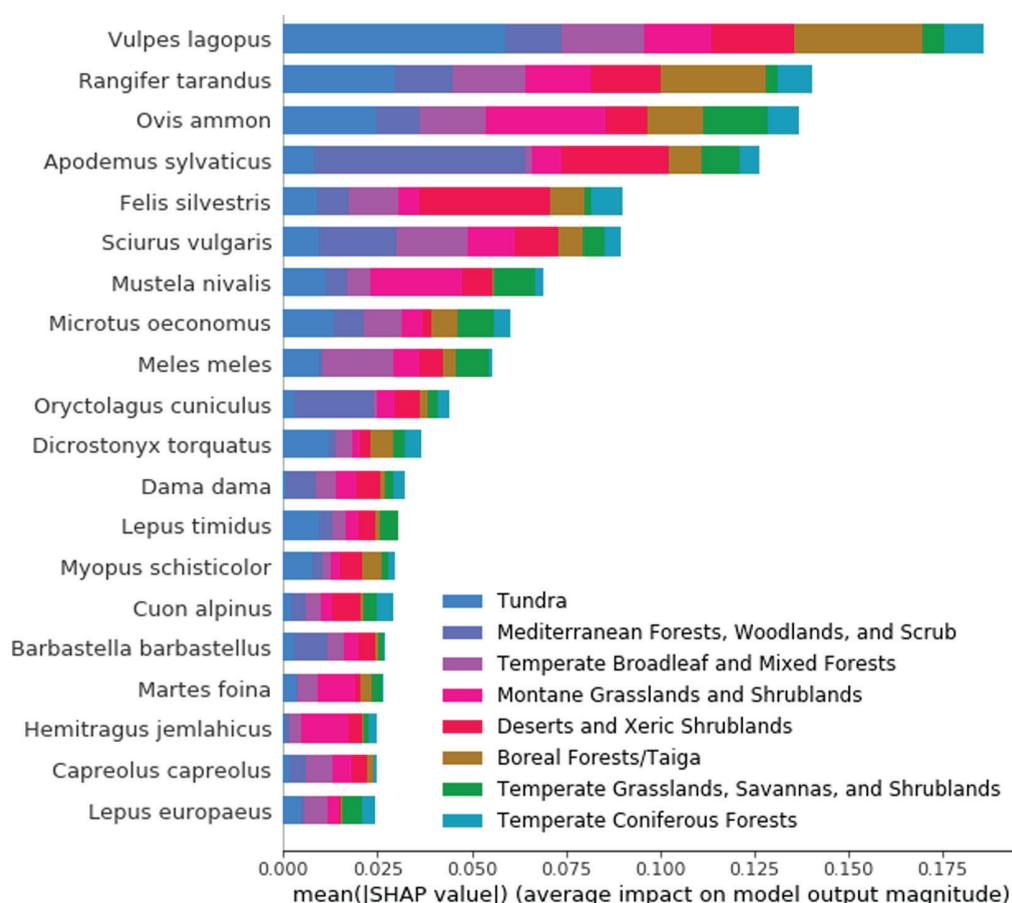 Vulpes lagopus
Rangifer tarandus
Ovis ammon
Apodemus sylvaticus
Felis silvestris
Sciurus vulgaris
Mustela nivalis
Microtus oeconomus
Meles meles
Oryctolagus cuniculus
Dicrostonyx torquatus
Dama dama
Lepus timidus
Myopus schisticolor
Cuon alpinus
Barbastella barbastellus
Martes foina
Hemitragus jemlahicus
Capreolus capreolus
Lepus europaeus
Tundra
Mediterranean Forests, Woodlands, and Scrub
Temperate Broadleaf and Mixed Forests
Montane Grasslands and Shrublands
Deserts and Xeric Shrublands
Boreal Forests/Taiga
Temperate Grasslands, Savannas, and Shrublands
Temperate Coniferous Forests
0.000 0.025 0.050 0.075 0.100 0.125 0.150 0.175
mean(|SHAP value|) (average impact on model output magnitude)